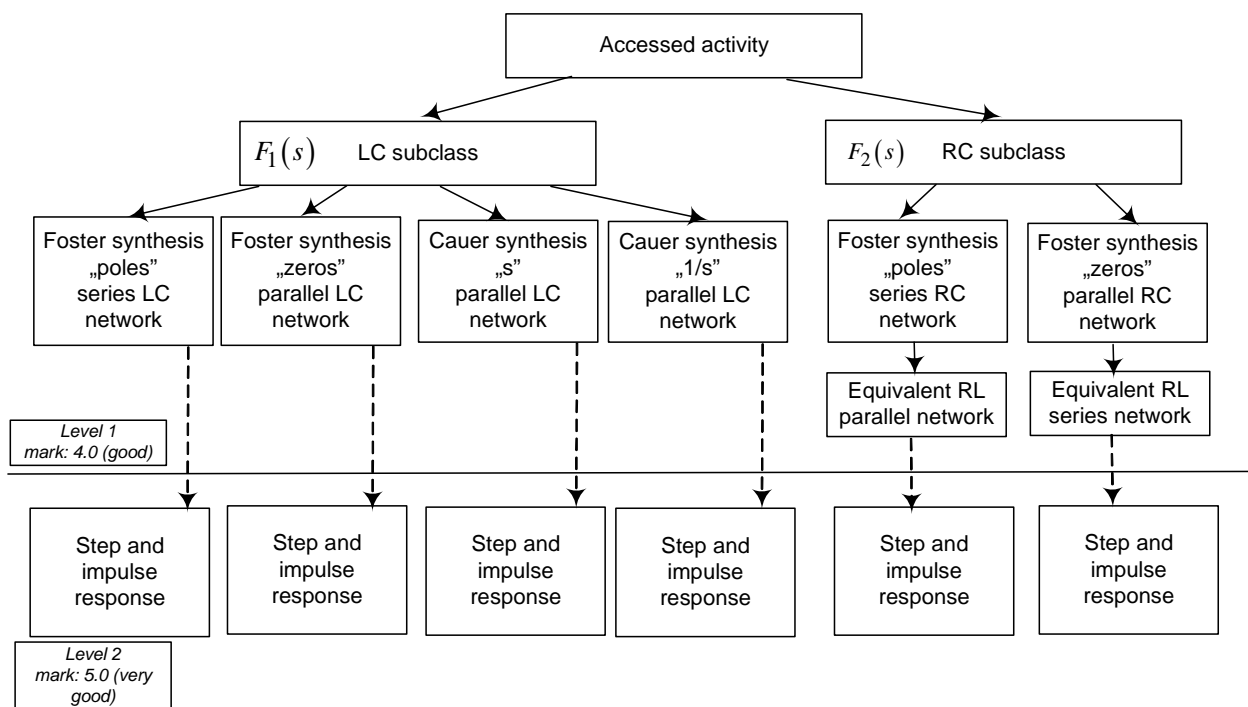 Accessed activity
F₁(s) LC subclass
F₂(s) RC subclass
Foster synthesis
„poles”
series LC
network
Foster synthesis
„zeros”
parallel LC
network
Cauer synthesis
„s”
parallel LC
network
Cauer synthesis
„1/s”
parallel LC
network
Foster synthesis
„poles”
series RC
network
Foster synthesis
„zeros”
parallel RC
network
Equivalent RL
parallel network
Equivalent RL
series network
Level 1
mark: 4.0 (good)
Step and
impulse
response
Step and
impulse
response
Step and
impulse
response
Step and
impulse
response
Step and
impulse
response
Step and
impulse
response
Level 2
mark: 5.0 (very
good)